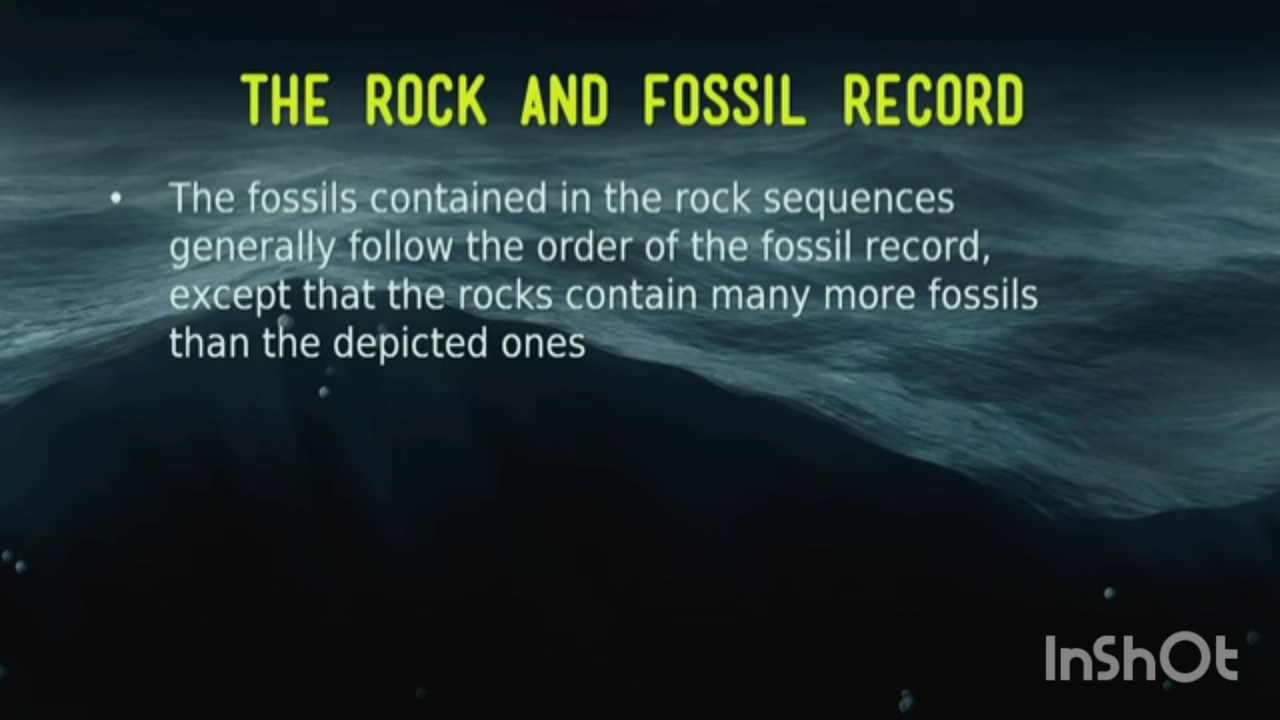 THE ROCK AND FOSSIL RECORD
• The fossils contained in the rock sequences
generally follow the order of the fossil record,
except that the rocks contain many more fossils
than the depicted ones
InShOt